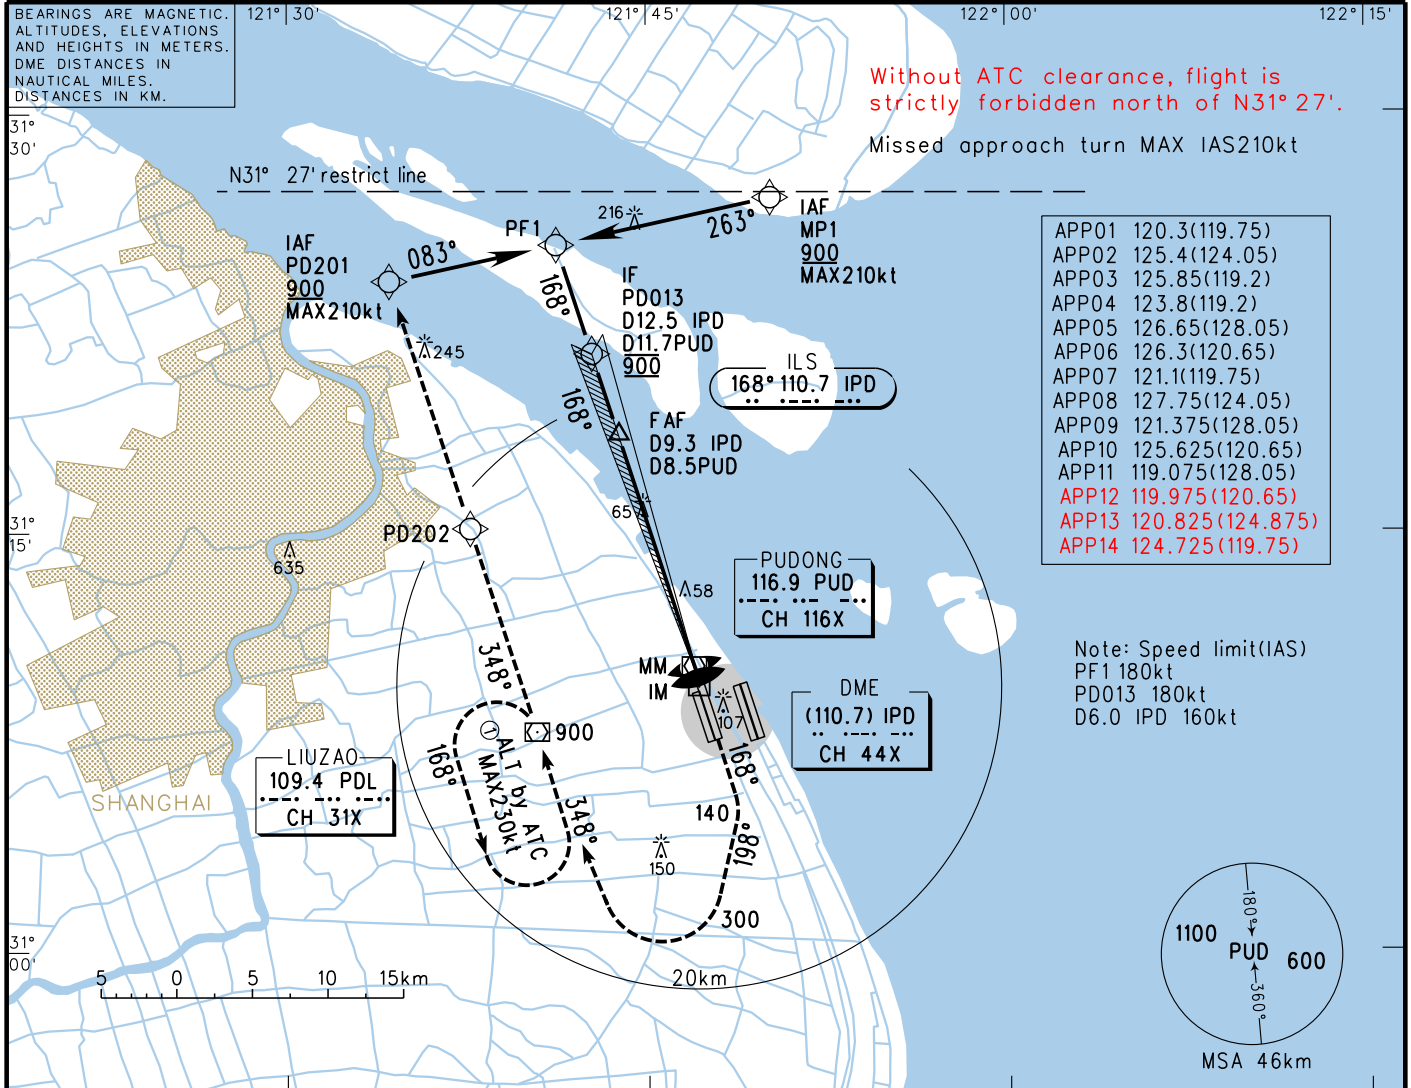 BEARINGS ARE MAGNETIC.
ALTITUDES, ELEVATIONS
AND HEIGHTS IN METERS.
DME DISTANCES IN
NAUTICAL MILES.
DISTANCES IN KM.
121° 30'
121° 45'
122° 00'
122° 15'
Without ATC clearance, flight is
strictly forbidden north of N31° 27'.
Missed approach turn MAX IAS210kt
31°
30'
N31° 27' restrict line
IAF
PD201
900
MAX210kt
083°
PF1
216
263°
IAF
MP1
900
MAX210kt
168°
IF
PD013
D12.5 IPD
D11.7PUD
900
245
ILS
168° 110.7 IPD
168°
FAF
D9.3 IPD
D8.5PUD
APP01 120.3(119.75)
APP02 125.4(124.05)
APP03 125.85(119.2)
APP04 123.8(119.2)
APP05 126.65(128.05)
APP06 126.3(120.65)
APP07 121.1(119.75)
APP08 127.75(124.05)
APP09 121.375(128.05)
APP10 125.625(120.65)
APP11 119.075(128.05)
APP12 119.975(120.65)
APP13 120.825(124.875)
APP14 124.725(119.75)
31°
15'
635
PD202
65
58
PUDONG
116.9 PUD
CH 116X
348°
MM
IM
107
DME
(110.7) IPD
CH 44X
Note: Speed limit(IAS)
PF1 180kt
PD013 180kt
D6.0 IPD 160kt
1
900
168°
ALT by ATC
MAX230kt
348°
168°
LIUZAO
109.4 PDL
CH 31X
SHANGHAI
140
198°
150
300
31°
00'
5 0 5 10 15km
20km
180°
1100
PUD
600
360°
MSA 46km